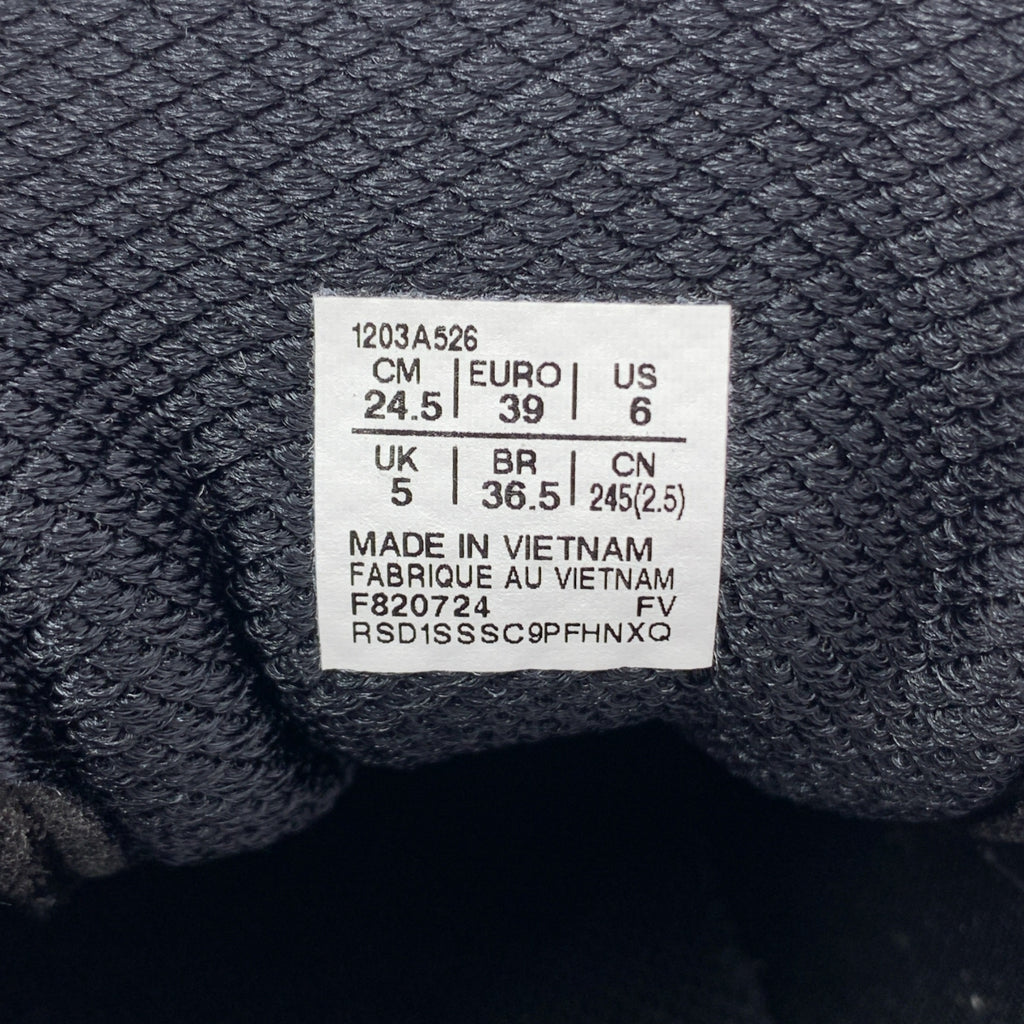 1203A526
CM | EURO | US
24.5 | 39 | 6
UK | BR | CN
5 | 36.5 | 245(2.5)
MADE IN VIETNAM
FABRIQUE AU VIETNAM
F820724 FV
RSD1SSSC9PFHNXQ